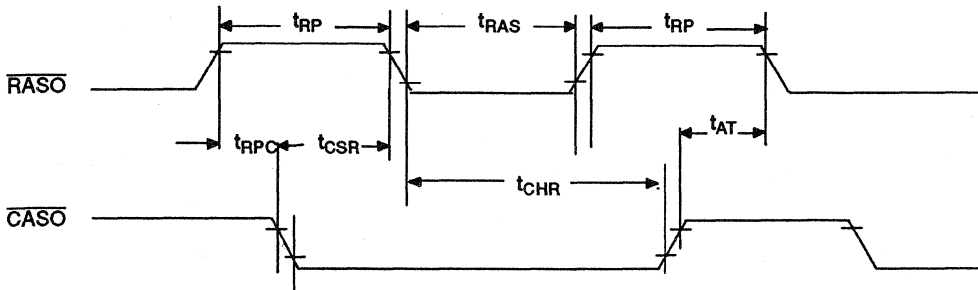 tRP tRAS tRP
RASO
tRPC tCSR tAT
tCHR
CASO